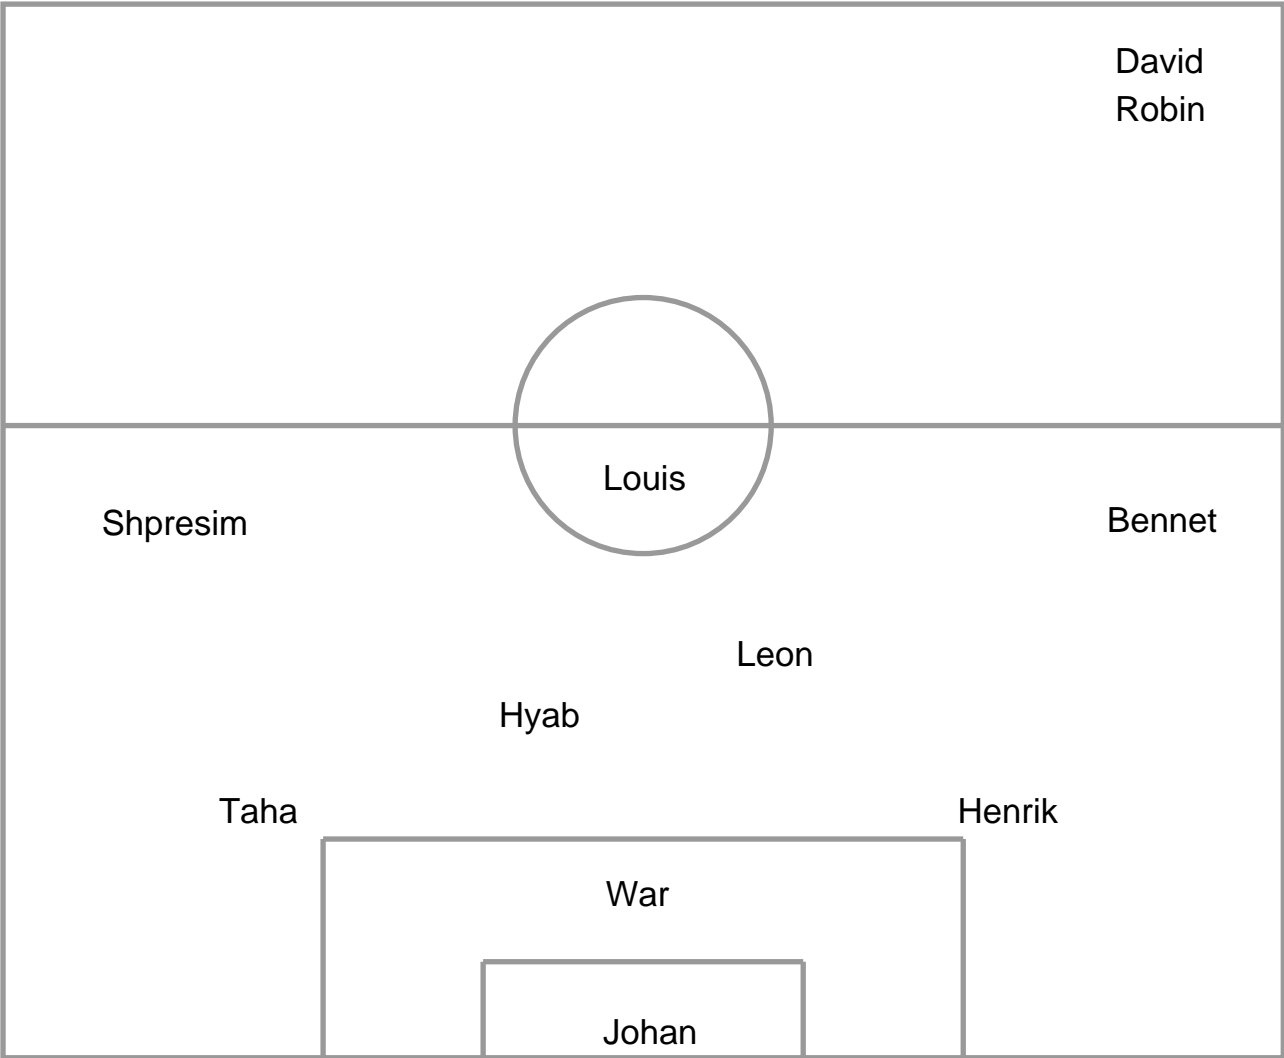 David
Robin
Louis
Shpresim
Bennet
Leon
Hyab
Taha
Henrik
War
Johan